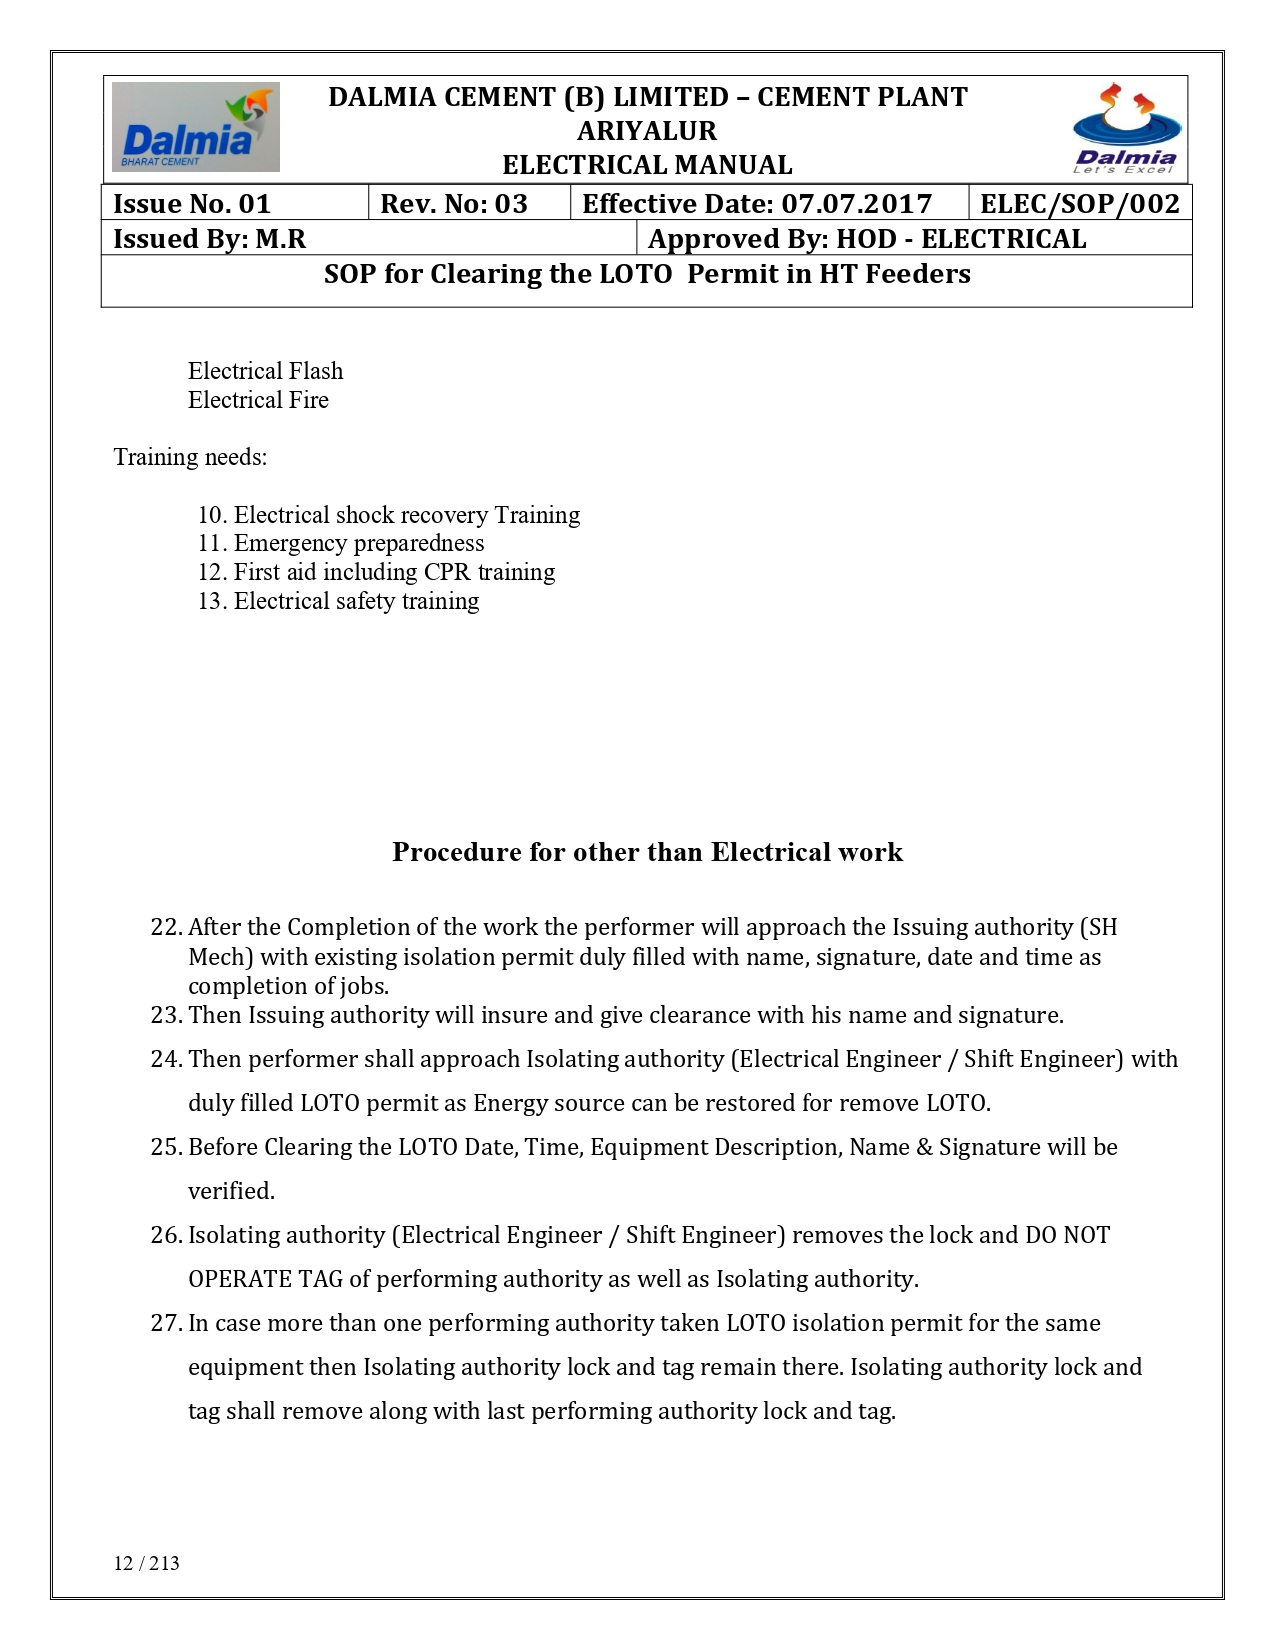 Dalmia
BHARAT CEMENT
DALMIA CEMENT (B) LIMITED – CEMENT PLANT
ARIYALUR
ELECTRICAL MANUAL
Dalmia
Let's Excel
Issue No. 01 Rev. No: 03 Effective Date: 07.07.2017 ELEC/SOP/002
Issued By: M.R Approved By: HOD - ELECTRICAL
SOP for Clearing the LOTO Permit in HT Feeders
Electrical Flash
Electrical Fire
Training needs:
10. Electrical shock recovery Training
11. Emergency preparedness
12. First aid including CPR training
13. Electrical safety training
Procedure for other than Electrical work
22. After the Completion of the work the performer will approach the Issuing authority (SH
Mech) with existing isolation permit duly filled with name, signature, date and time as
completion of jobs.
23. Then Issuing authority will insure and give clearance with his name and signature.
24. Then performer shall approach Isolating authority (Electrical Engineer / Shift Engineer) with
duly filled LOTO permit as Energy source can be restored for remove LOTO.
25. Before Clearing the LOTO Date, Time, Equipment Description, Name & Signature will be
verified.
26. Isolating authority (Electrical Engineer / Shift Engineer) removes the lock and DO NOT
OPERATE TAG of performing authority as well as Isolating authority.
27. In case more than one performing authority taken LOTO isolation permit for the same
equipment then Isolating authority lock and tag remain there. Isolating authority lock and
tag shall remove along with last performing authority lock and tag.
12 / 213